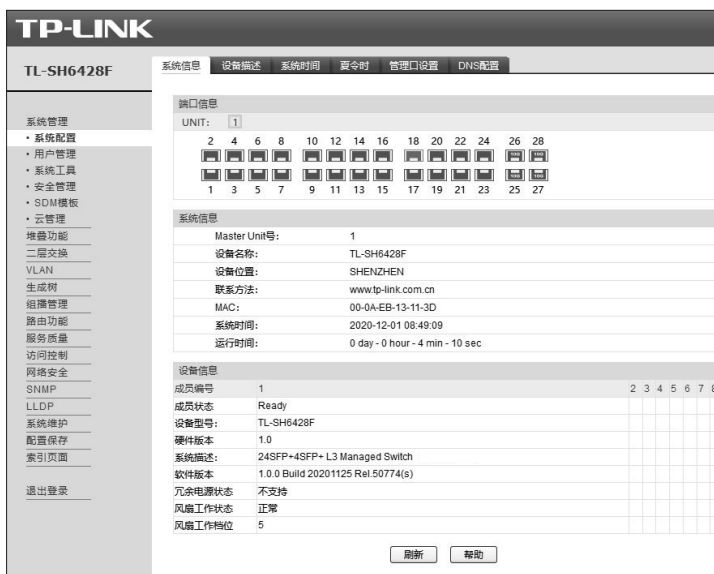 TP-LINK
TL-SH6428F
系统信息 设备描述 系统时间 夏令时 管理口设置 DNS配置
系统管理
• 系统配置
• 用户管理
• 系统工具
• 安全管理
• SDM模板
• 云管理
堆叠功能
二层交换
VLAN
生成树
组播管理
路由功能
服务质量
访问控制
网络安全
SNMP
LLDP
系统维护
配置保存
索引页面
退出登录
端口信息
UNIT: 1
2 4 6 8 10 12 14 16 18 20 22 24 26 28
10G 10G
10G 10G
1 3 5 7 9 11 13 15 17 19 21 23 25 27
系统信息
Master Unit号: 1
设备名称: TL-SH6428F
设备位置: SHENZHEN
联系方法: www.tp-link.com.cn
MAC: 00-0A-EB-13-11-3D
系统时间: 2020-12-01 08:49:09
运行时间: 0 day - 0 hour - 4 min - 10 sec
设备信息
成员编号 1 2 3 4 5 6 7 8
成员状态 Ready
设备型号: TL-SH6428F
硬件版本 1.0
系统描述: 24SFP+4SFP+ L3 Managed Switch
软件版本 1.0.0 Build 20201125 Rel.50774(s)
冗余电源状态 不支持
风扇工作状态 正常
风扇工作档位 5
刷新 帮助